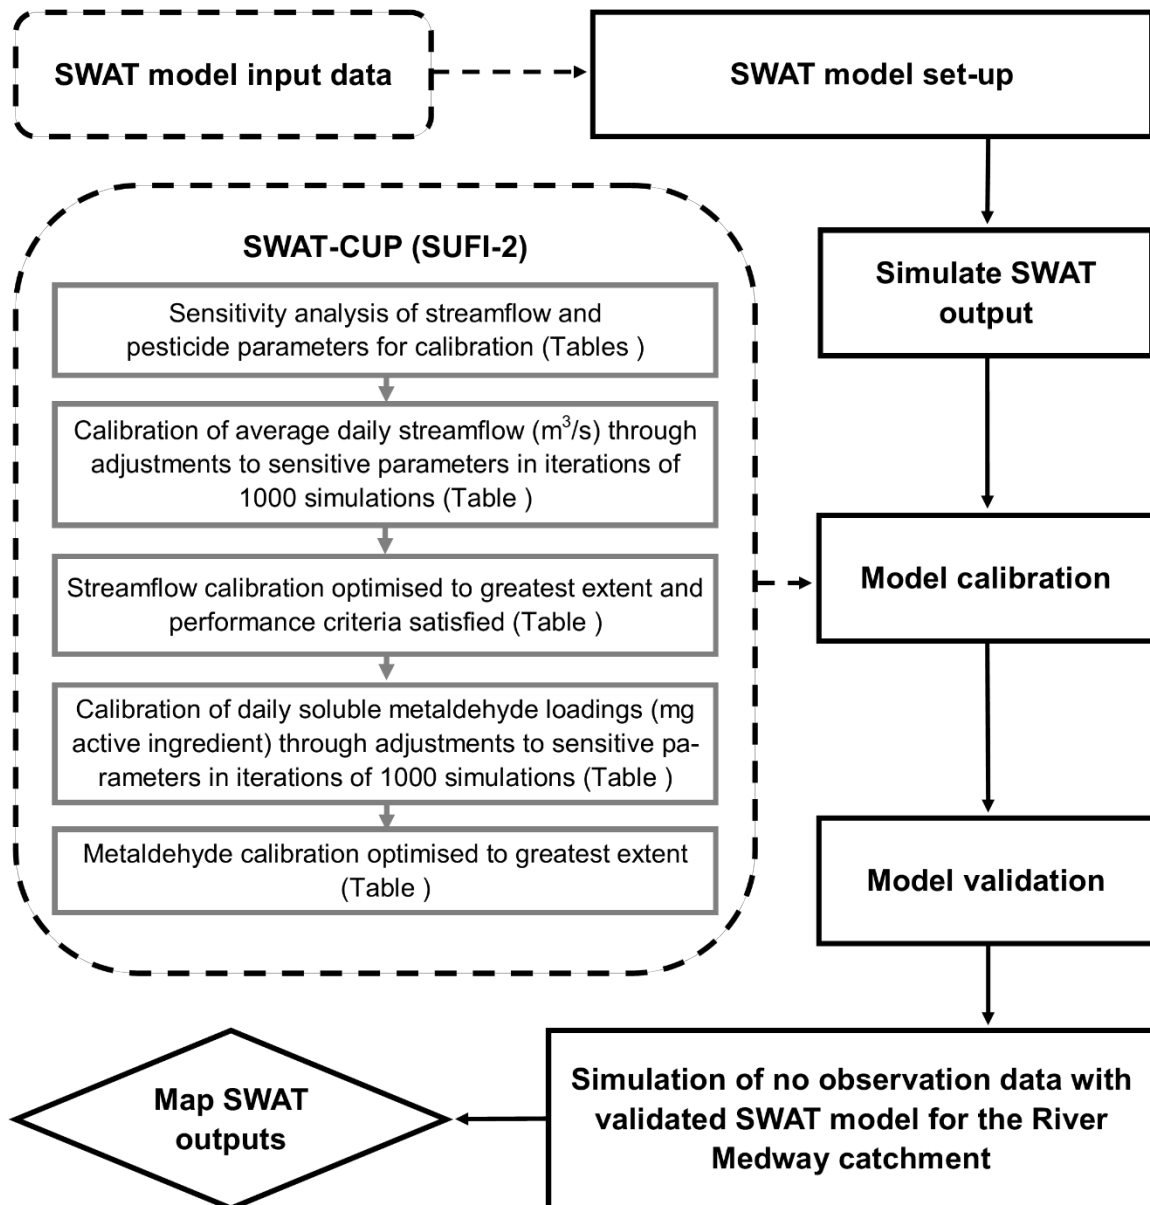 SWAT model input data
SWAT model set-up
SWAT-CUP (SUFI-2)
Sensitivity analysis of streamflow and
pesticide parameters for calibration (Tables )
Calibration of average daily streamflow (m³/s) through
adjustments to sensitive parameters in iterations of
1000 simulations (Table )
Streamflow calibration optimised to greatest extent and
performance criteria satisfied (Table )
Calibration of daily soluble metaldehyde loadings (mg
active ingredient) through adjustments to sensitive pa-
rameters in iterations of 1000 simulations (Table )
Metaldehyde calibration optimised to greatest extent
(Table )
Simulate SWAT
output
Model calibration
Model validation
Simulation of no observation data with
validated SWAT model for the River
Medway catchment
Map SWAT
outputs